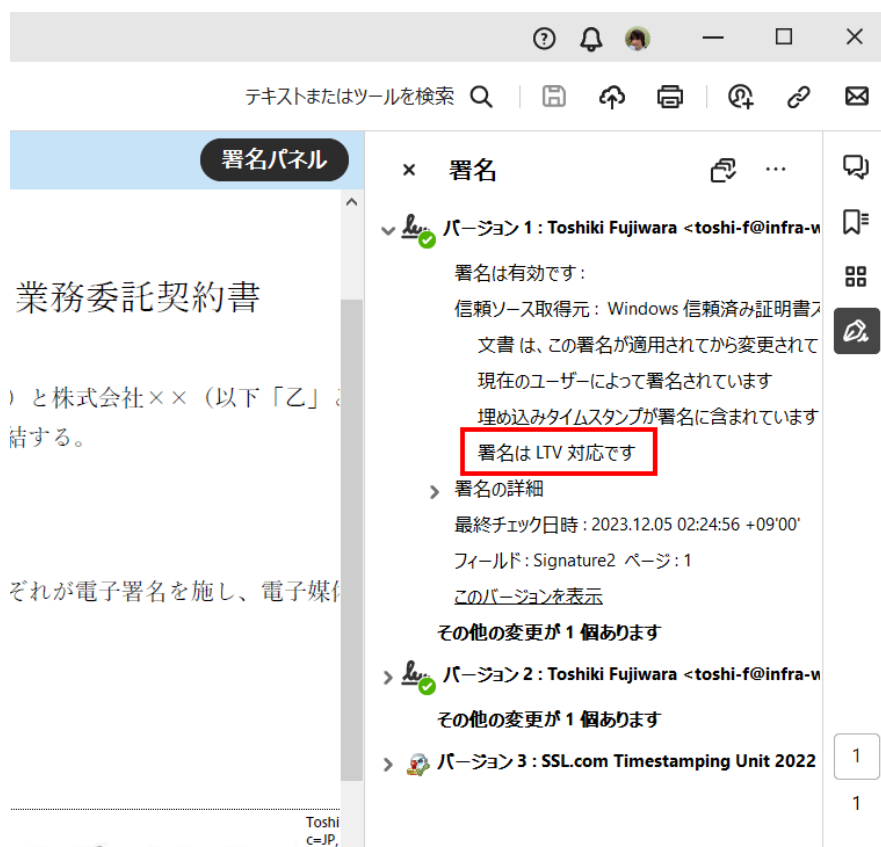 テキストまたはツールを検索
署名パネル
署名
バージョン 1 : Toshiki Fujiwara <toshi-f@infra-w
署名は有効です :
信頼ソース取得元 : Windows 信頼済み証明書ス
文書 は、この署名が適用されてから変更されて
現在のユーザーによって署名されています
埋め込みタイムスタンプが署名に含まれています
署名は LTV 対応です
署名の詳細
最終チェック日時 : 2023.12.05 02:24:56 +09'00'
フィールド : Signature2 ページ : 1
このバージョンを表示
その他の変更が 1 個あります
バージョン 2 : Toshiki Fujiwara <toshi-f@infra-w
その他の変更が 1 個あります
バージョン 3 : SSL.com Timestamping Unit 2022
業務委託契約書
）と株式会社××（以下「乙」
結する。
ぞれが電子署名を施し、電子媒体
Toshi
c=JP,
1
1